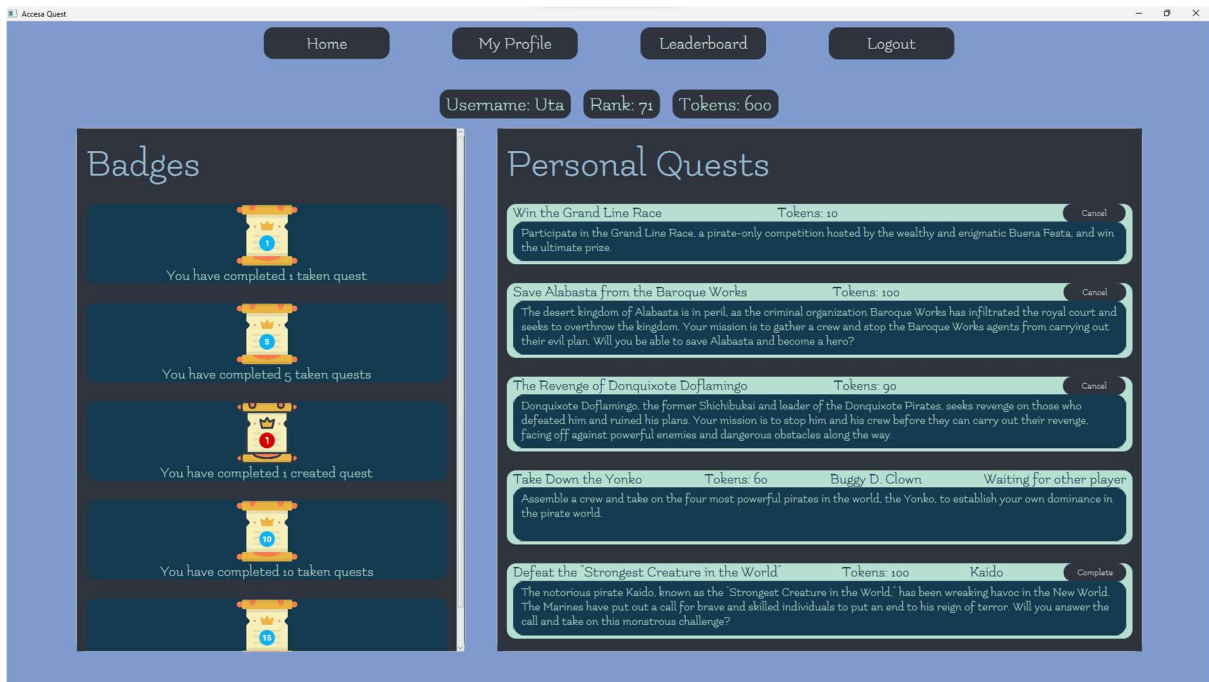 Accesa Quest
Home
My Profile
Leaderboard
Logout
Username: Uta
Rank: 71
Tokens: 600
Badges
1
You have completed 1 taken quest
5
You have completed 5 taken quests
1
You have completed 1 created quest
10
You have completed 10 taken quests
15
Personal Quests
Win the Grand Line Race Tokens: 10 Cancel
Participate in the Grand Line Race, a pirate-only competition hosted by the wealthy and enigmatic Buena Festa, and win
the ultimate prize.
Save Alabasta from the Baroque Works Tokens: 100 Cancel
The desert kingdom of Alabasta is in peril, as the criminal organization Baroque Works has infiltrated the royal court and
seeks to overthrow the kingdom. Your mission is to gather a crew and stop the Baroque Works agents from carrying out
their evil plan. Will you be able to save Alabasta and become a hero?
The Revenge of Donquixote Doflamingo Tokens: 90 Cancel
Donquixote Doflamingo, the former Shichibukai and leader of the Donquixote Pirates, seeks revenge on those who
defeated him and ruined his plans. Your mission is to stop him and his crew before they can carry out their revenge,
facing off against powerful enemies and dangerous obstacles along the way.
Take Down the Yonko Tokens: 60 Buggy D. Clown Waiting for other player
Assemble a crew and take on the four most powerful pirates in the world, the Yonko, to establish your own dominance in
the pirate world.
Defeat the "Strongest Creature in the World" Tokens: 100 Kaido Complete
The notorious pirate Kaido, known as the "Strongest Creature in the World," has been wreaking havoc in the New World.
The Marines have put out a call for brave and skilled individuals to put an end to his reign of terror. Will you answer the
call and take on this monstrous challenge?